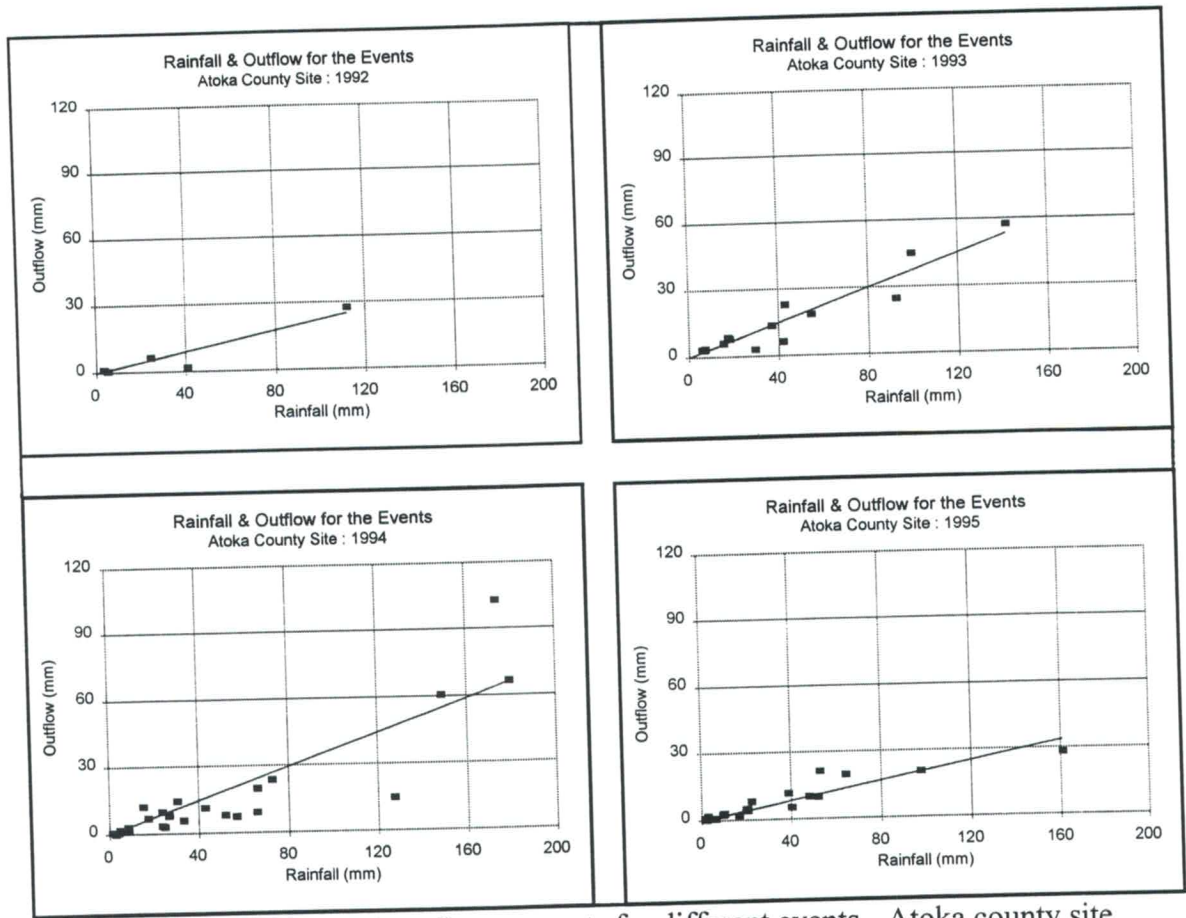 Rainfall & Outflow for the Events
Atoka County Site : 1992
120
90
60
30
0
Outflow (mm)
0 40 80 120 160 200
Rainfall (mm)
Rainfall & Outflow for the Events
Atoka County Site : 1993
120
90
60
30
0
Outflow (mm)
0 40 80 120 160 200
Rainfall (mm)
Rainfall & Outflow for the Events
Atoka County Site : 1994
120
90
60
30
0
Outflow (mm)
0 40 80 120 160 200
Rainfall (mm)
Rainfall & Outflow for the Events
Atoka County Site : 1995
120
90
60
30
0
Outflow (mm)
0 40 80 120 160 200
Rainfall (mm)
for different events - Atoka county site